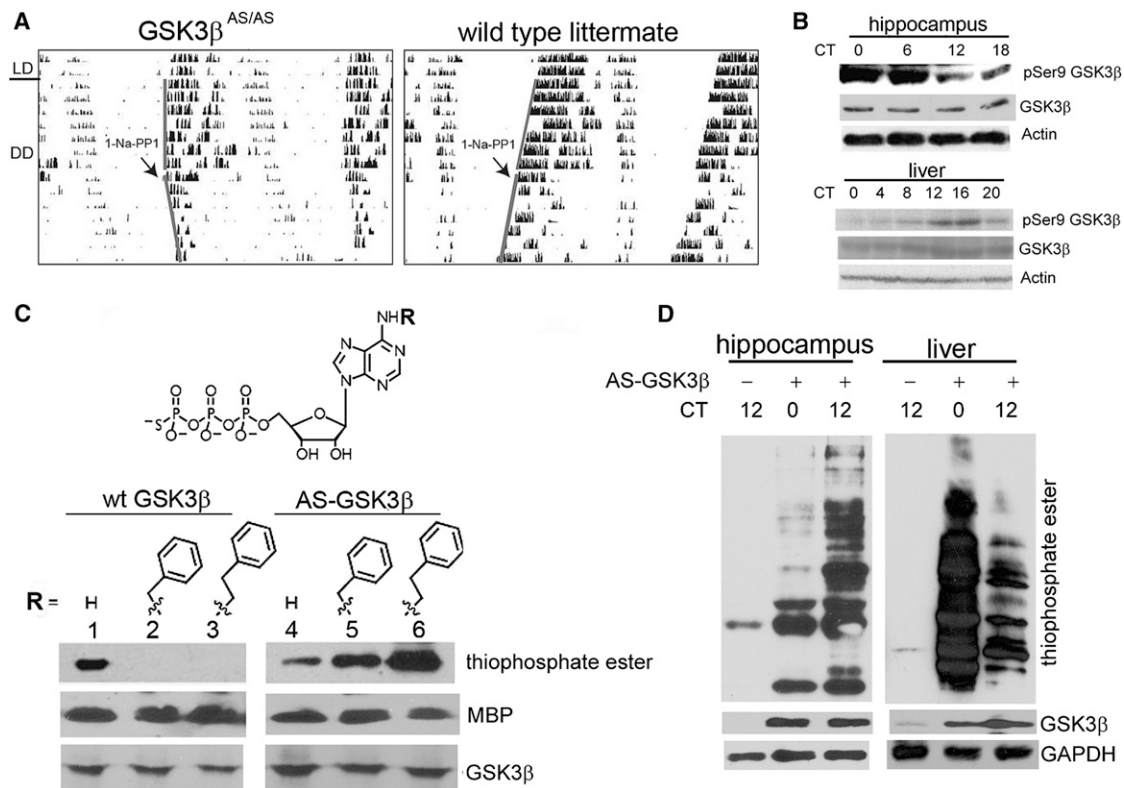 A
GSK3β^AS/AS
wild type littermate
LD
DD
1-Na-PP1
1-Na-PP1
B
hippocampus
CT 0 6 12 18
pSer9 GSK3β
GSK3β
Actin
liver
CT 0 4 8 12 16 20
pSer9 GSK3β
GSK3β
Actin
C
NHR
N N
N N
O O O
⁻S P O P O P O
O⁻ O⁻ O⁻
O
OH OH
wt GSK3β
AS-GSK3β
R = H H
1 2 3 4 5 6
thiophosphate ester
MBP
GSK3β
D
hippocampus liver
AS-GSK3β − + + − + +
CT 12 0 12 12 0 12
thiophosphate ester
GSK3β
GAPDH